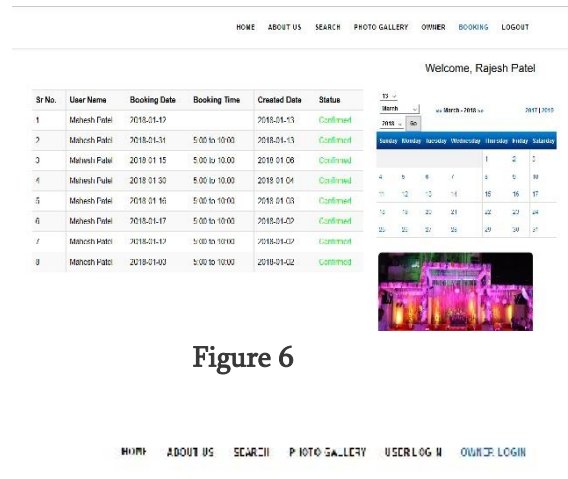 HOME ABOUT US SEARCH PHOTO GALLERY OWNER BOOKING LOGOUT
Welcome, Rajesh Patel
Sr No. User Name Booking Date Booking Time Created Date Status
1 Mahesh Patel 2018-01-12 2018-01-13 Confirmed
2 Mahesh Patel 2018-01-31 5:00 to 10:00 2018-01-13 Confirmed
3 Mahesh Patel 2018 01 15 5:00 to 10:00 2018 01 06 Confirmed
4 Mahesh Patel 2018 01 30 5:00 to 10:00 2018 01 04 Confirmed
5 Mahesh Patel 2018 01 16 5:00 to 10:00 2018 01 03 Confirmed
6 Mahesh Patel 2018-01-17 5:00 to 10:00 2018-01-02 Confirmed
7 Mahesh Patel 2018-01-12 5:00 to 10:00 2018-01-02 Confirmed
8 Mahesh Patel 2018-01-03 5:00 to 10:00 2018-01-02 Confirmed
13
March
2018 Go
March - 2018
2017 | 2019
Sunday Monday Tuesday Wednesday Thursday Friday Saturday
1 2 3
4 5 6 7 8 9 10
11 12 13 14 15 16 17
18 19 20 21 22 23 24
25 26 27 28 29 30 31
Figure 6
HOME ABOUT US SEARCH PHOTO GALLERY USER LOGIN OWNER LOGIN